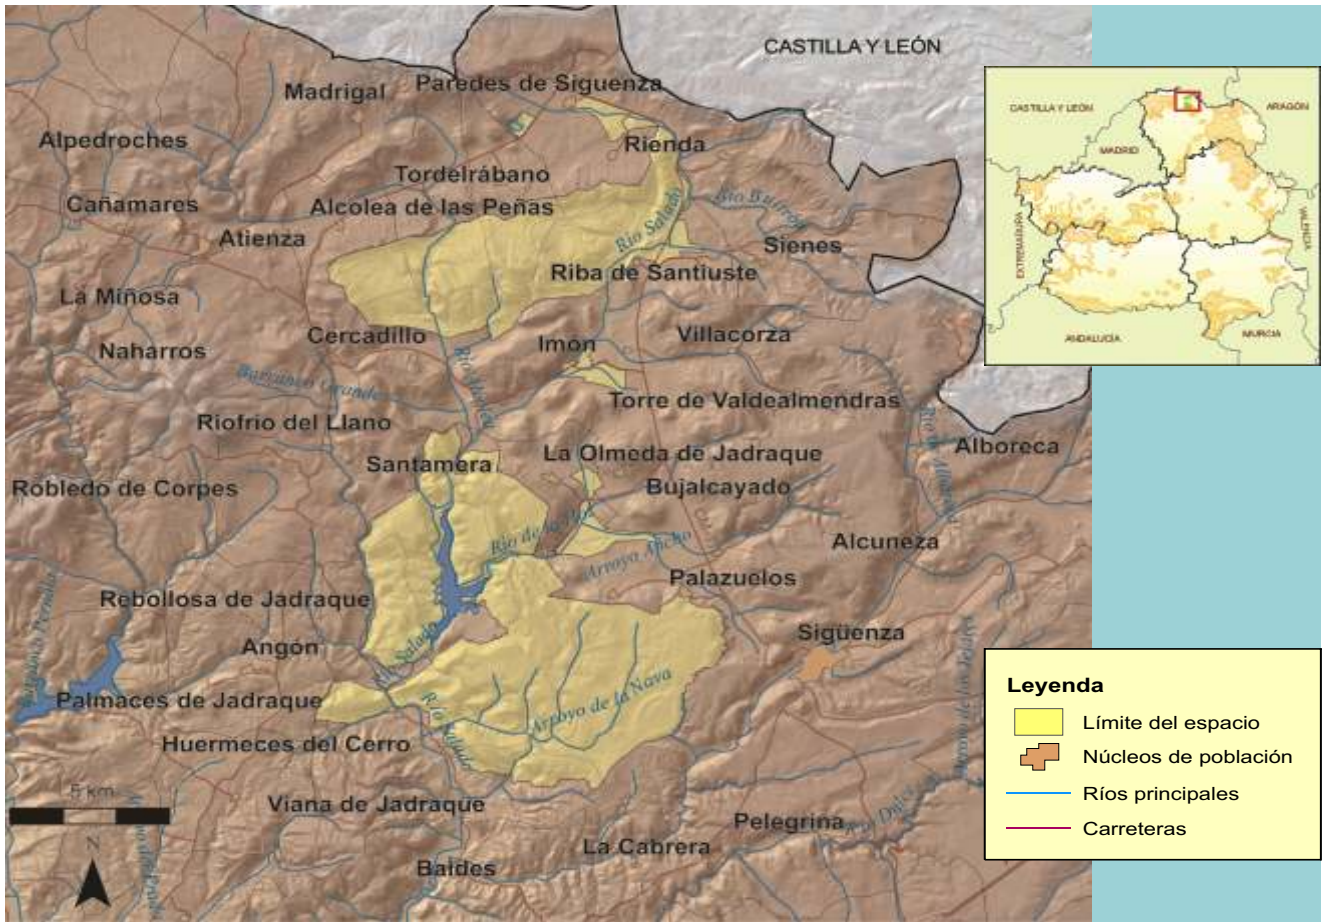 CASTILLA Y LEÓN
Madrigal
Paredes de Siguenza
Alpedroches
Rienda
Tordelrábano
Cañamares
Alcolea de las Peñas
Río Salado
Atienza
Sienes
Riba de Santiuste
La Miñosa
Cercadillo
Villacorza
Imón
Naharros
Barranco Grande
Torre de Valdealmendras
Riofrío del Llano
Alboreca
La Olmeda de Jadraque
Santamera
Bujalcayado
Robledo de Corpes
Río de la Hoz
Alcuneza
Arroyo Ancho
Palazuelos
Rebollosa de Jadraque
Sigüenza
Angón
Río Salado
Palmaces de Jadraque
Arroyo de la Nava
Río Salado
Huermeces del Cerro
5 km
Viana de Jadraque
Pelegrina
Río Dulce
N
La Cabrera
Baides
CASTILLA Y LEÓN
ARAGÓN
MADRID
EXTREMADURA
VALENCIA
ANDALUCÍA
MURCIA
Leyenda
Límite del espacio
Núcleos de población
Ríos principales
Carreteras